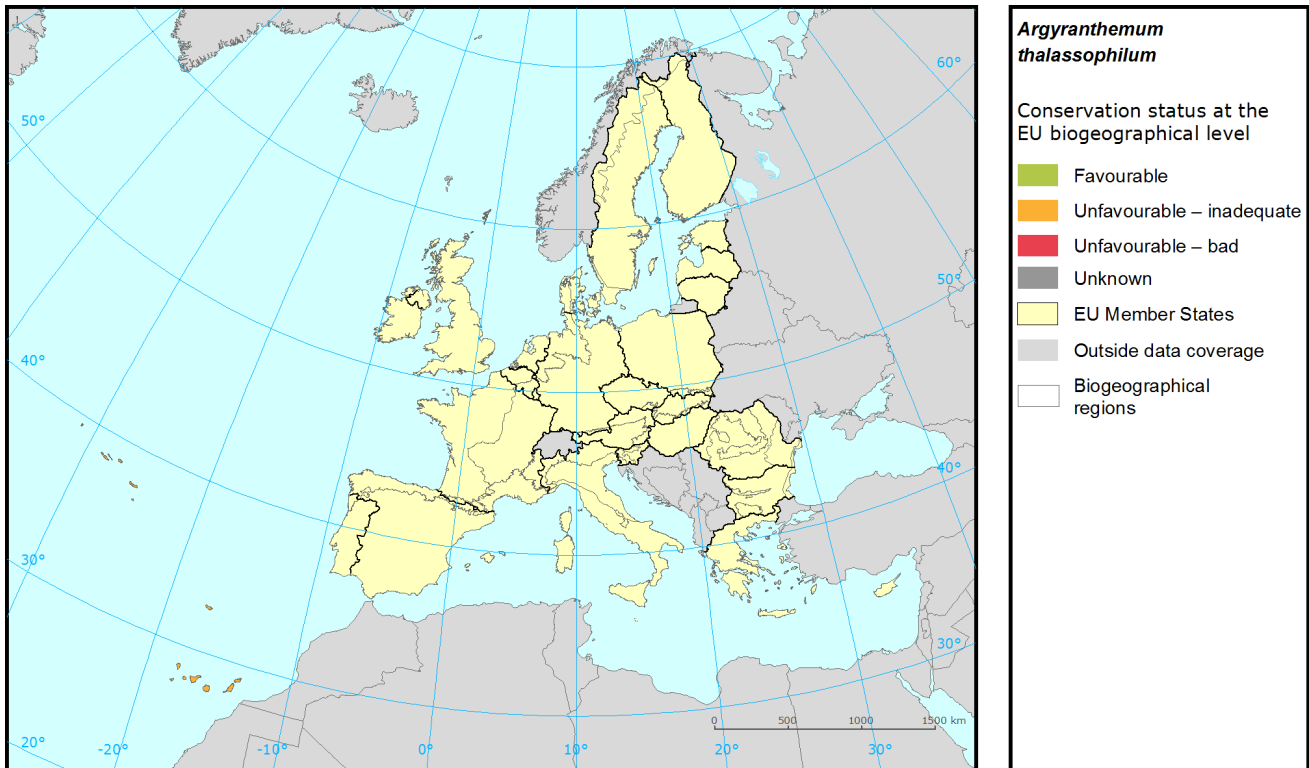 Argyranthemum
thalassophilum
Conservation status at the
EU biogeographical level
Favourable
Unfavourable – inadequate
Unfavourable – bad
Unknown
EU Member States
Outside data coverage
Biogeographical
regions
60°
50°
50°
40°
40°
30°
30°
0 500 1000 1500 km
20° -20° -10° 0° 10° 20° 30°